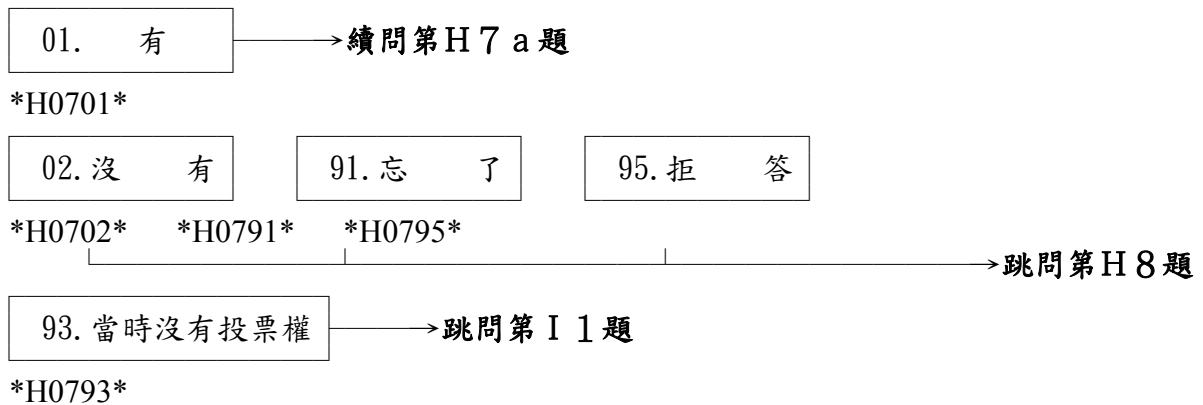 01. 有 →續問第H７a題
*H0701*
02.沒 有 91.忘 了 95.拒 答
*H0702* *H0791* *H0795*
→跳問第H８題
93.當時沒有投票權 →跳問第I１題
*H0793*